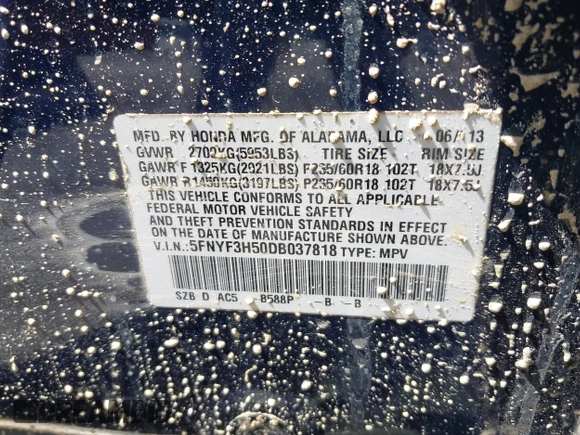 MFD. BY HONDA MFG. OF ALABAMA, LLC 06/13
GVWR 2702KG(5953LBS) TIRE SIZE RIM SIZE
GAWR F 1325KG(2921LBS) P235/60R18 102T 18X7.5J
GAWR R 1450KG(3197LBS) P235/60R18 102T 18X7.5J
THIS VEHICLE CONFORMS TO ALL APPLICABLE
FEDERAL MOTOR VEHICLE SAFETY
AND THEFT PREVENTION STANDARDS IN EFFECT
ON THE DATE OF MANUFACTURE SHOWN ABOVE.
V.I.N.: 5FNYF3H50DB037818 TYPE: MPV
SZB D AC5 -B588P -B -B